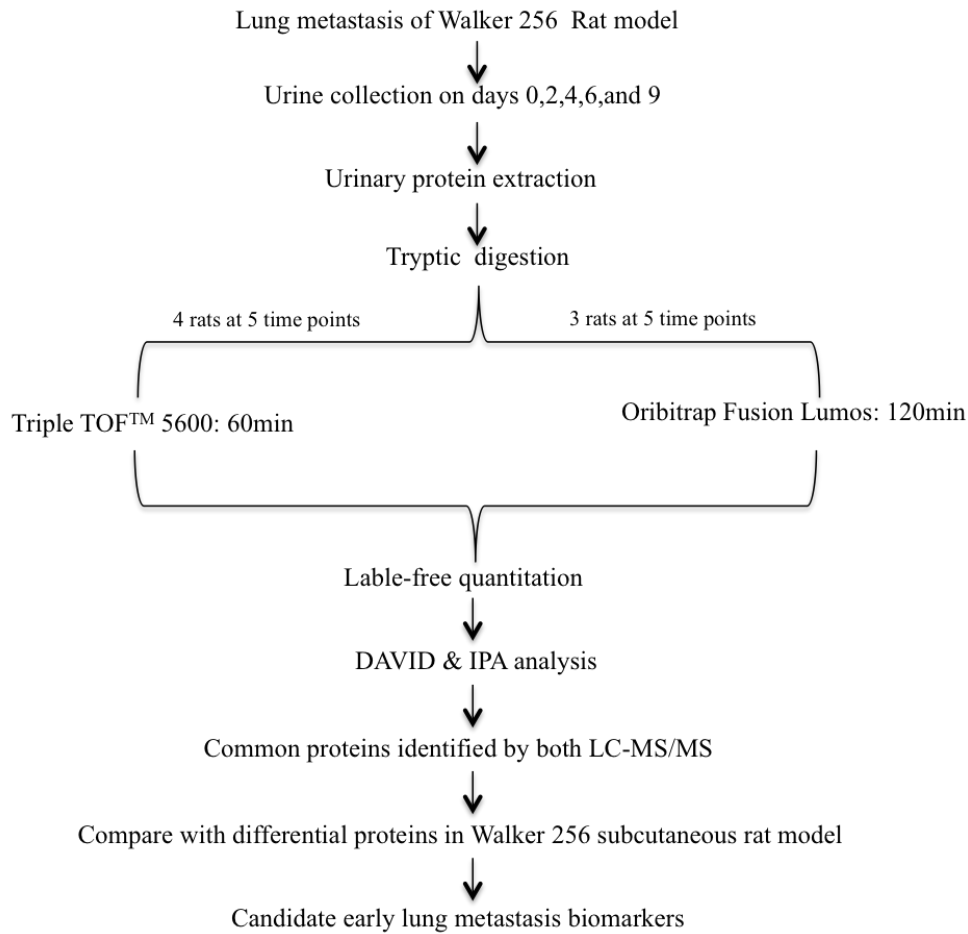 Lung metastasis of Walker 256 Rat model
Urine collection on days 0,2,4,6,and 9
Urinary protein extraction
Tryptic digestion
4 rats at 5 time points
3 rats at 5 time points
Triple TOF™ 5600: 60min
Oribitrap Fusion Lumos: 120min
Lable-free quantitation
DAVID & IPA analysis
Common proteins identified by both LC-MS/MS
Compare with differential proteins in Walker 256 subcutaneous rat model
Candidate early lung metastasis biomarkers